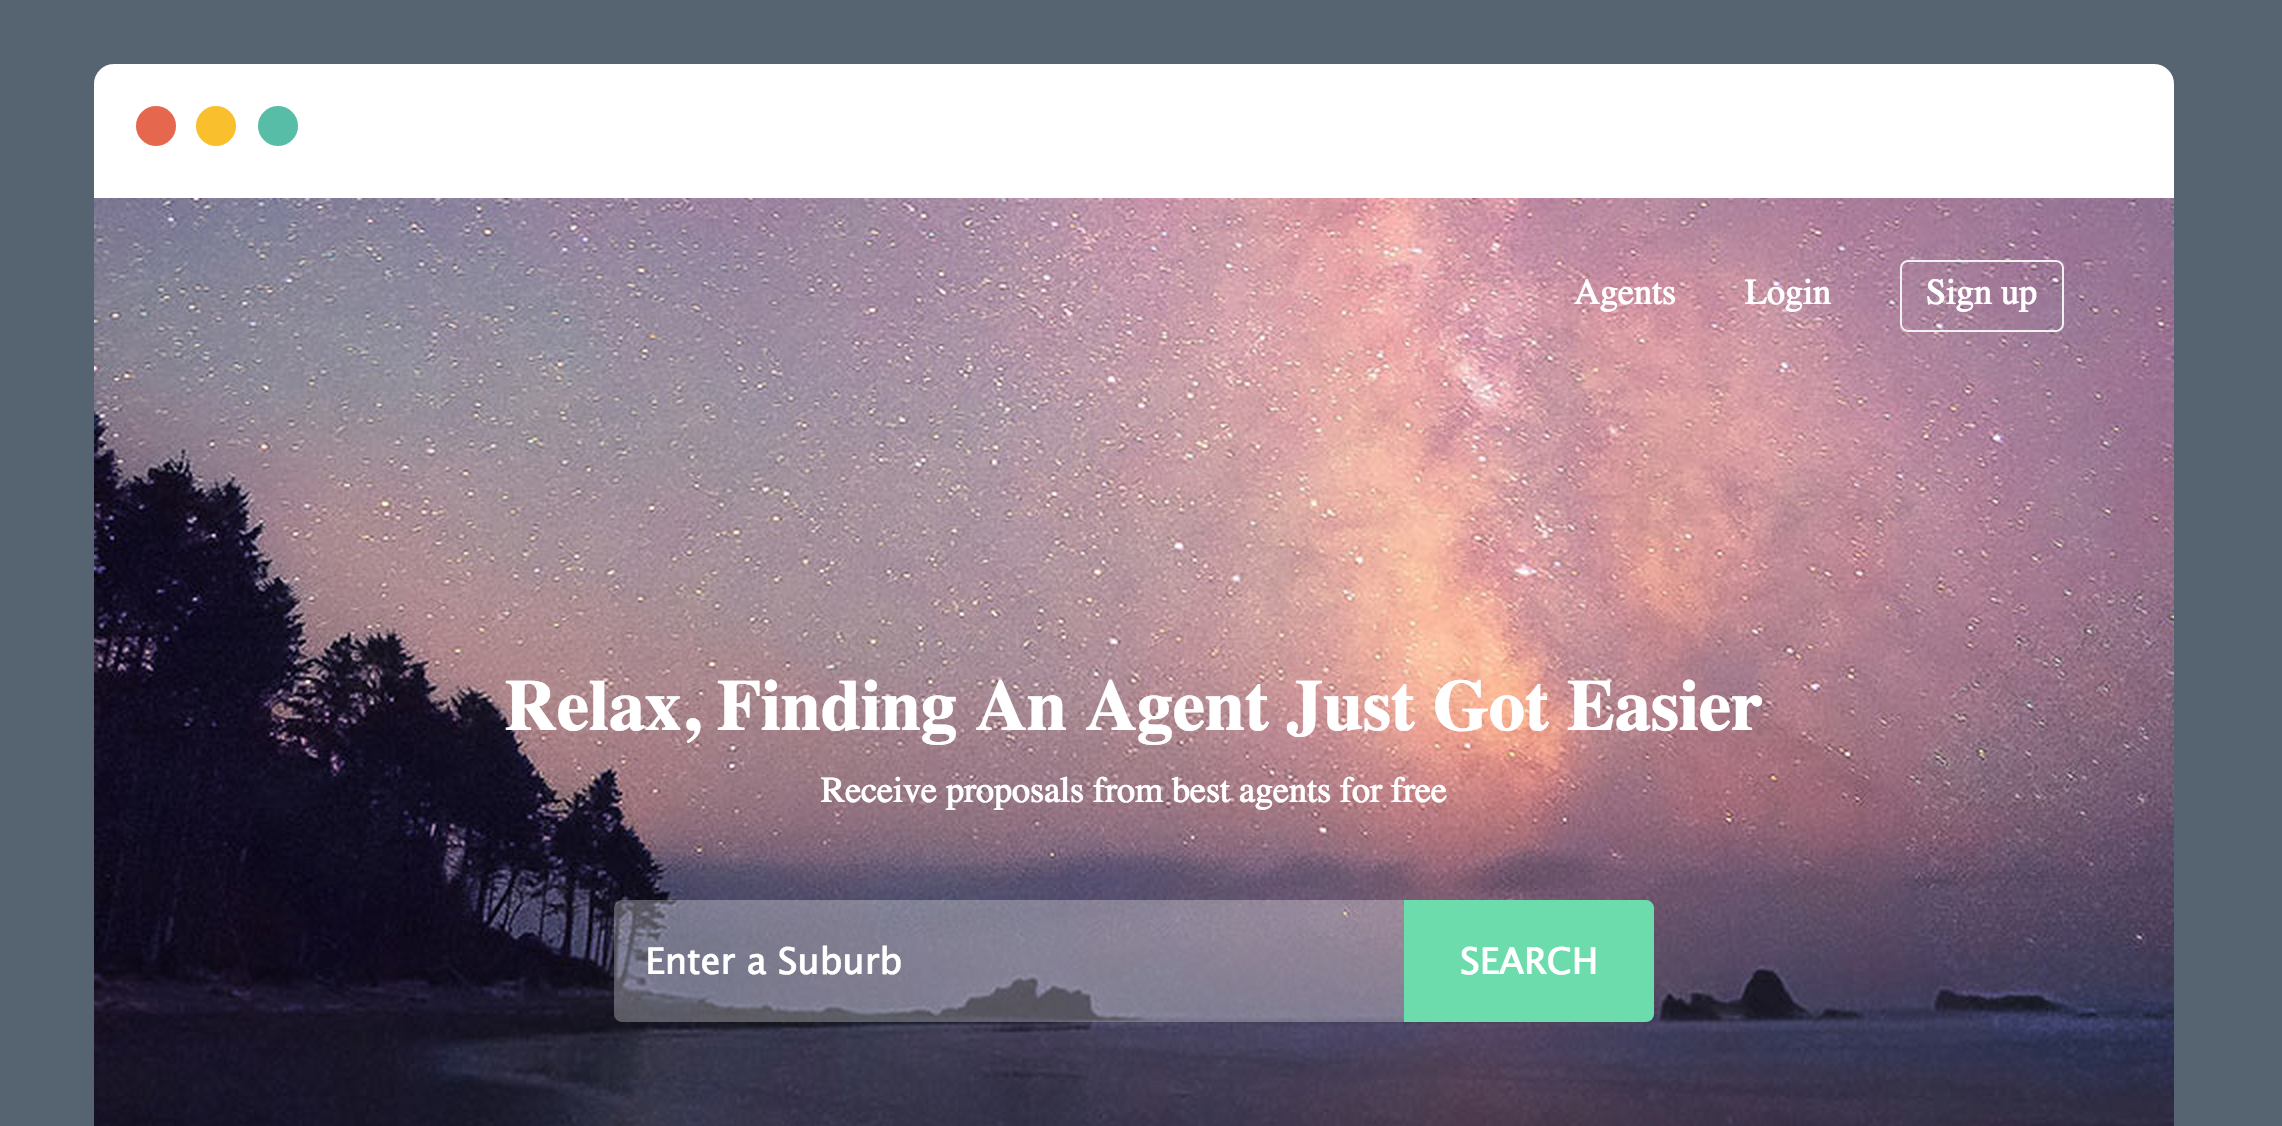 Agents Login Sign up
Relax, Finding An Agent Just Got Easier
Receive proposals from best agents for free
Enter a Suburb SEARCH